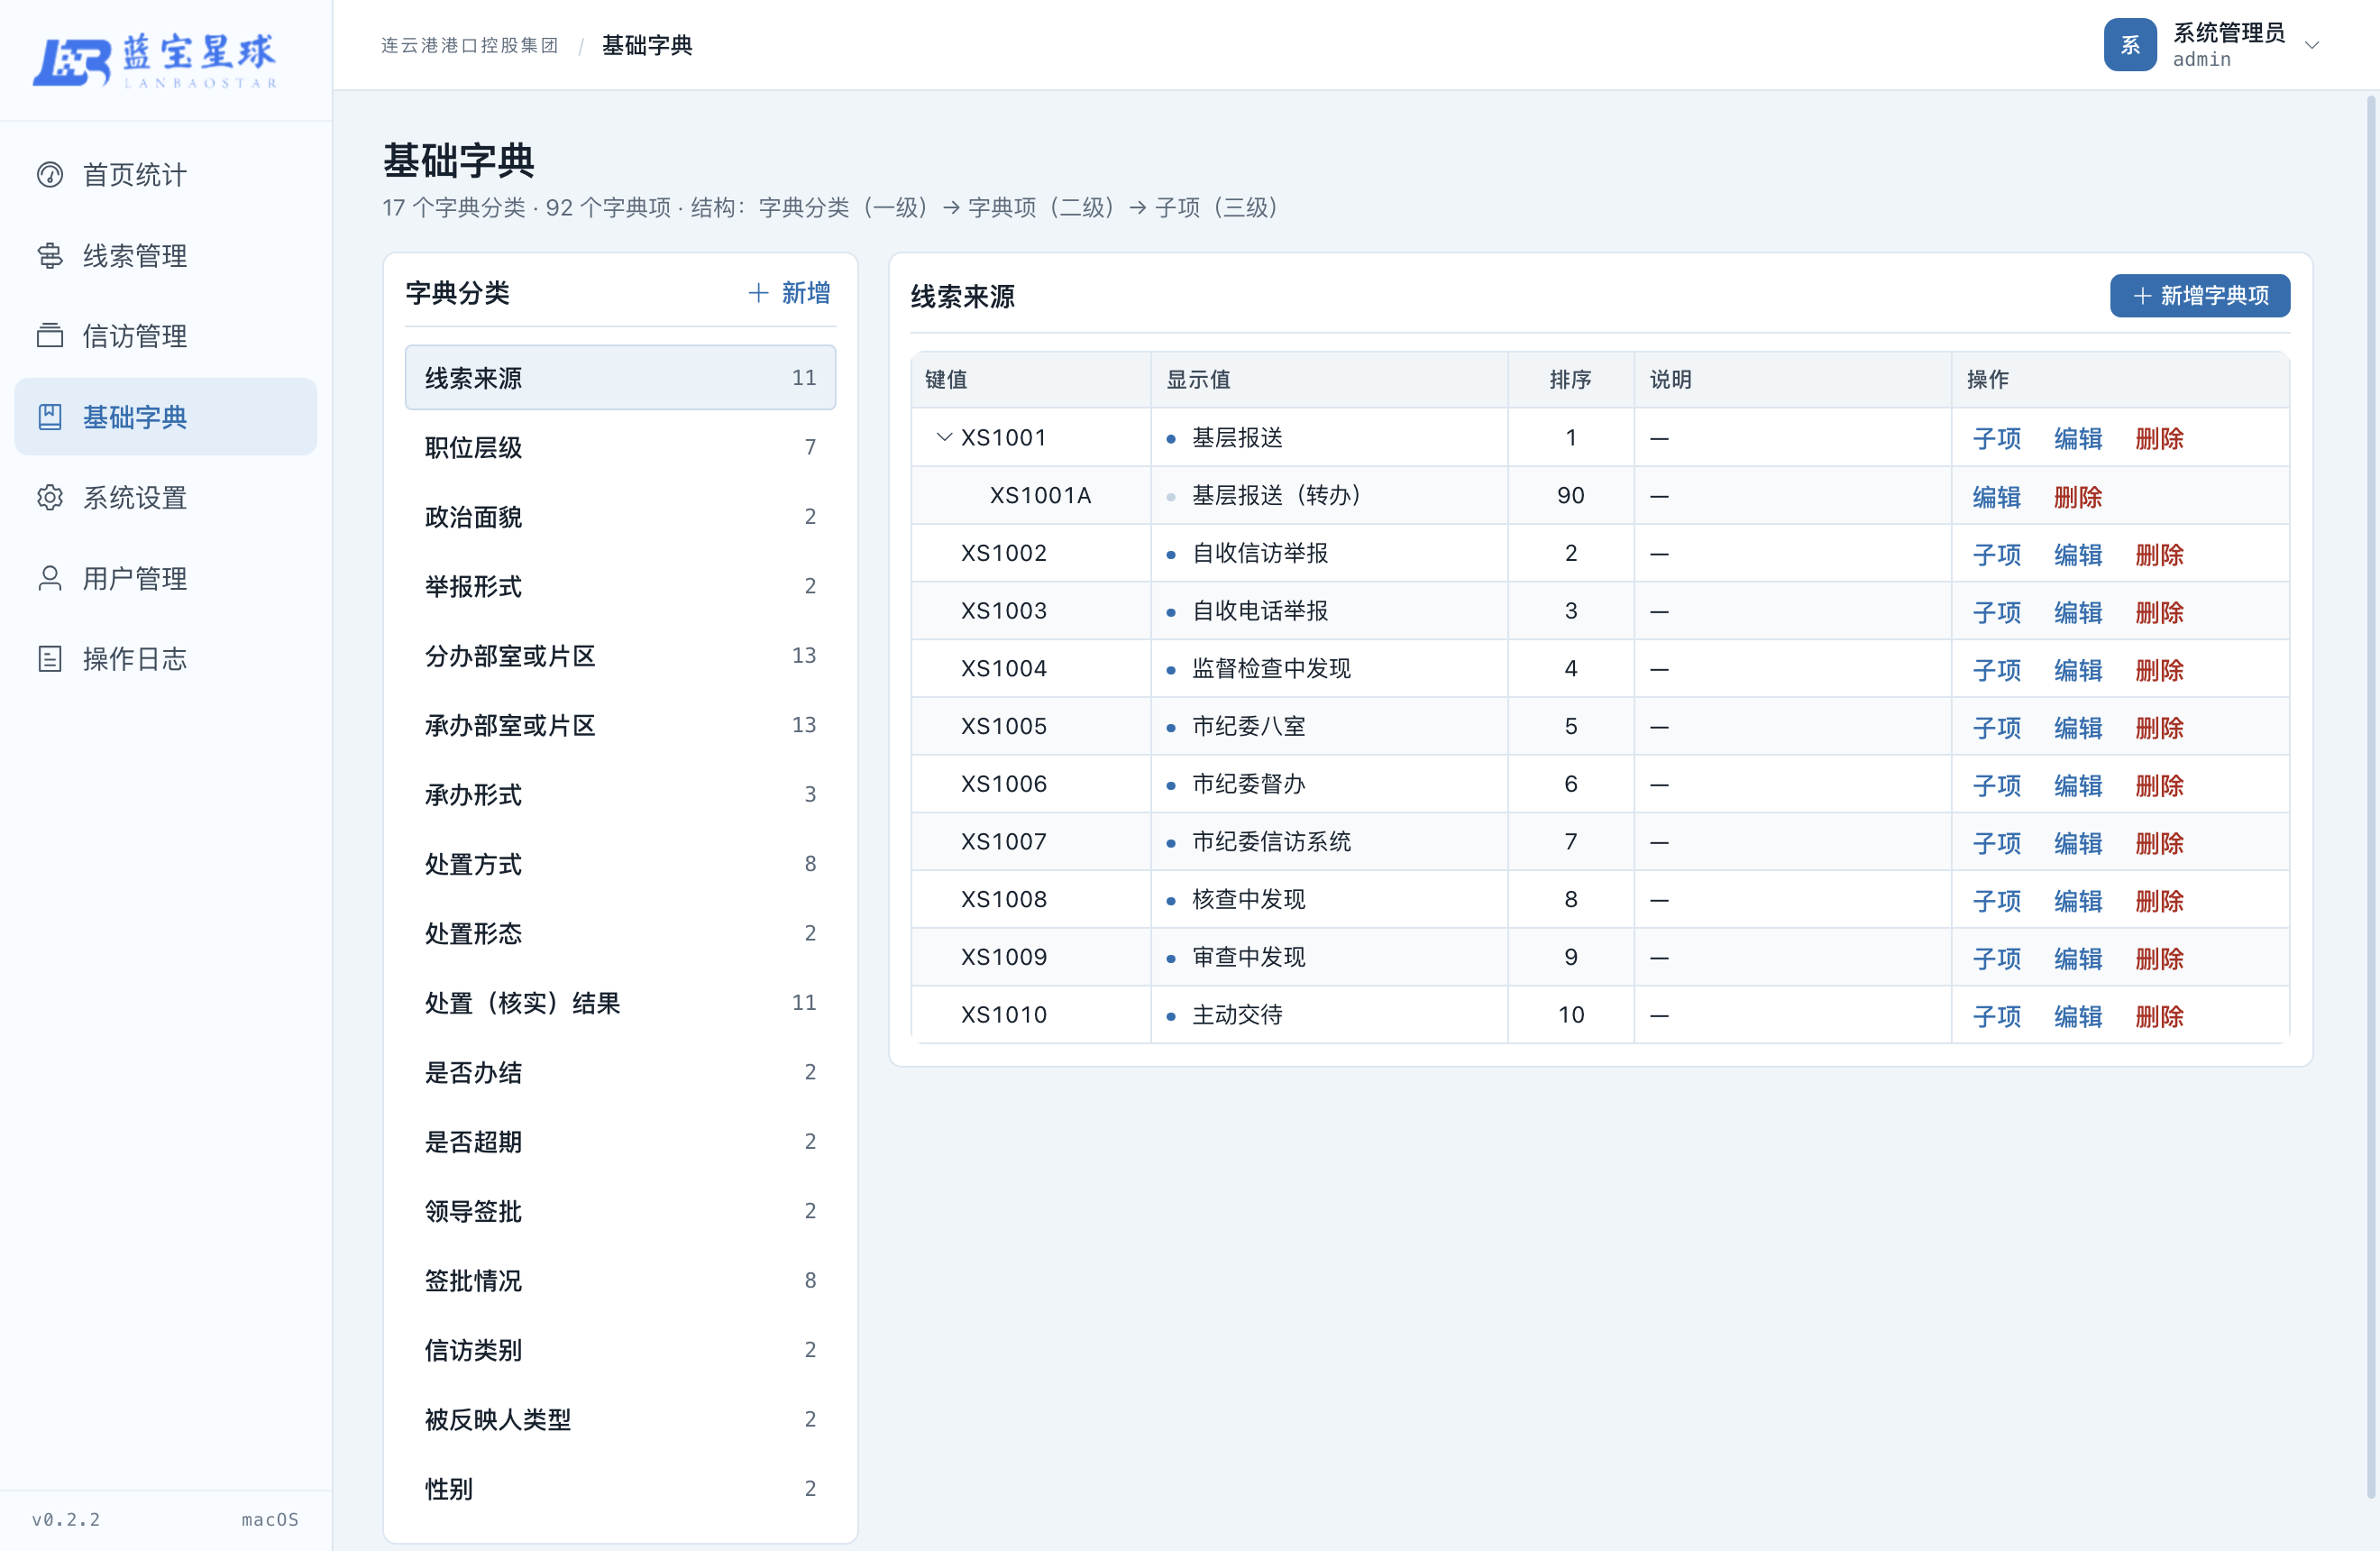 蓝宝星球
LANBAOSTAR
首页统计
线索管理
信访管理
基础字典
系统设置
用户管理
操作日志
v0.2.2 macOS
连云港港口控股集团 / 基础字典
系 系统管理员
admin
基础字典
17 个字典分类 · 92 个字典项 · 结构：字典分类（一级）→ 字典项（二级）→ 子项（三级）
字典分类 + 新增
线索来源 11
职位层级 7
政治面貌 2
举报形式 2
分办部室或片区 13
承办部室或片区 13
承办形式 3
处置方式 8
处置形态 2
处置（核实）结果 11
是否办结 2
是否超期 2
领导签批 2
签批情况 8
信访类别 2
被反映人类型 2
性别 2
线索来源 + 新增字典项
键值 显示值 排序 说明 操作
XS1001 基层报送 1 — 子项 编辑 删除
XS1001A 基层报送（转办） 90 — 编辑 删除
XS1002 自收信访举报 2 — 子项 编辑 删除
XS1003 自收电话举报 3 — 子项 编辑 删除
XS1004 监督检查中发现 4 — 子项 编辑 删除
XS1005 市纪委八室 5 — 子项 编辑 删除
XS1006 市纪委督办 6 — 子项 编辑 删除
XS1007 市纪委信访系统 7 — 子项 编辑 删除
XS1008 核查中发现 8 — 子项 编辑 删除
XS1009 审查中发现 9 — 子项 编辑 删除
XS1010 主动交待 10 — 子项 编辑 删除